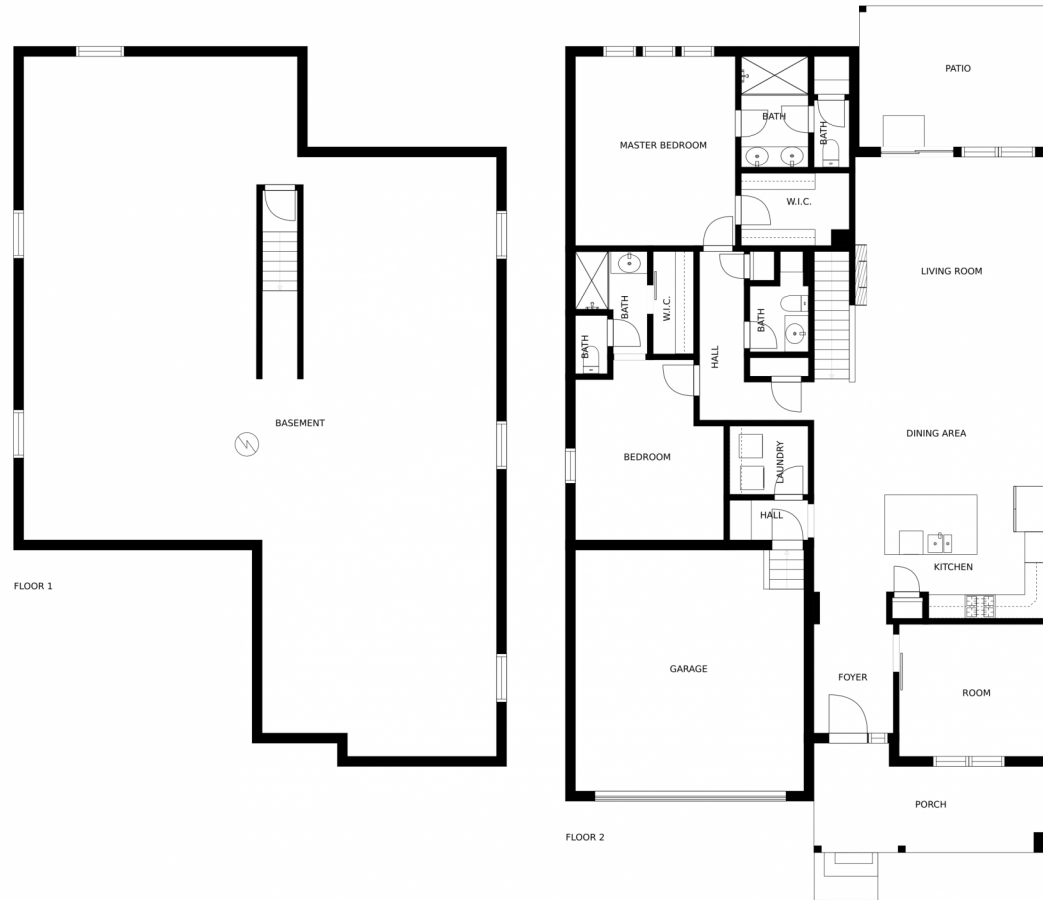 BASEMENT
FLOOR 1
PATIO
MASTER BEDROOM
BATH
BATH
W.I.C.
LIVING ROOM
BATH
W.I.C.
BATH
BATH
HALL
DINING AREA
BEDROOM
LAUNDRY
HALL
KITCHEN
GARAGE
FOYER
ROOM
PORCH
FLOOR 2